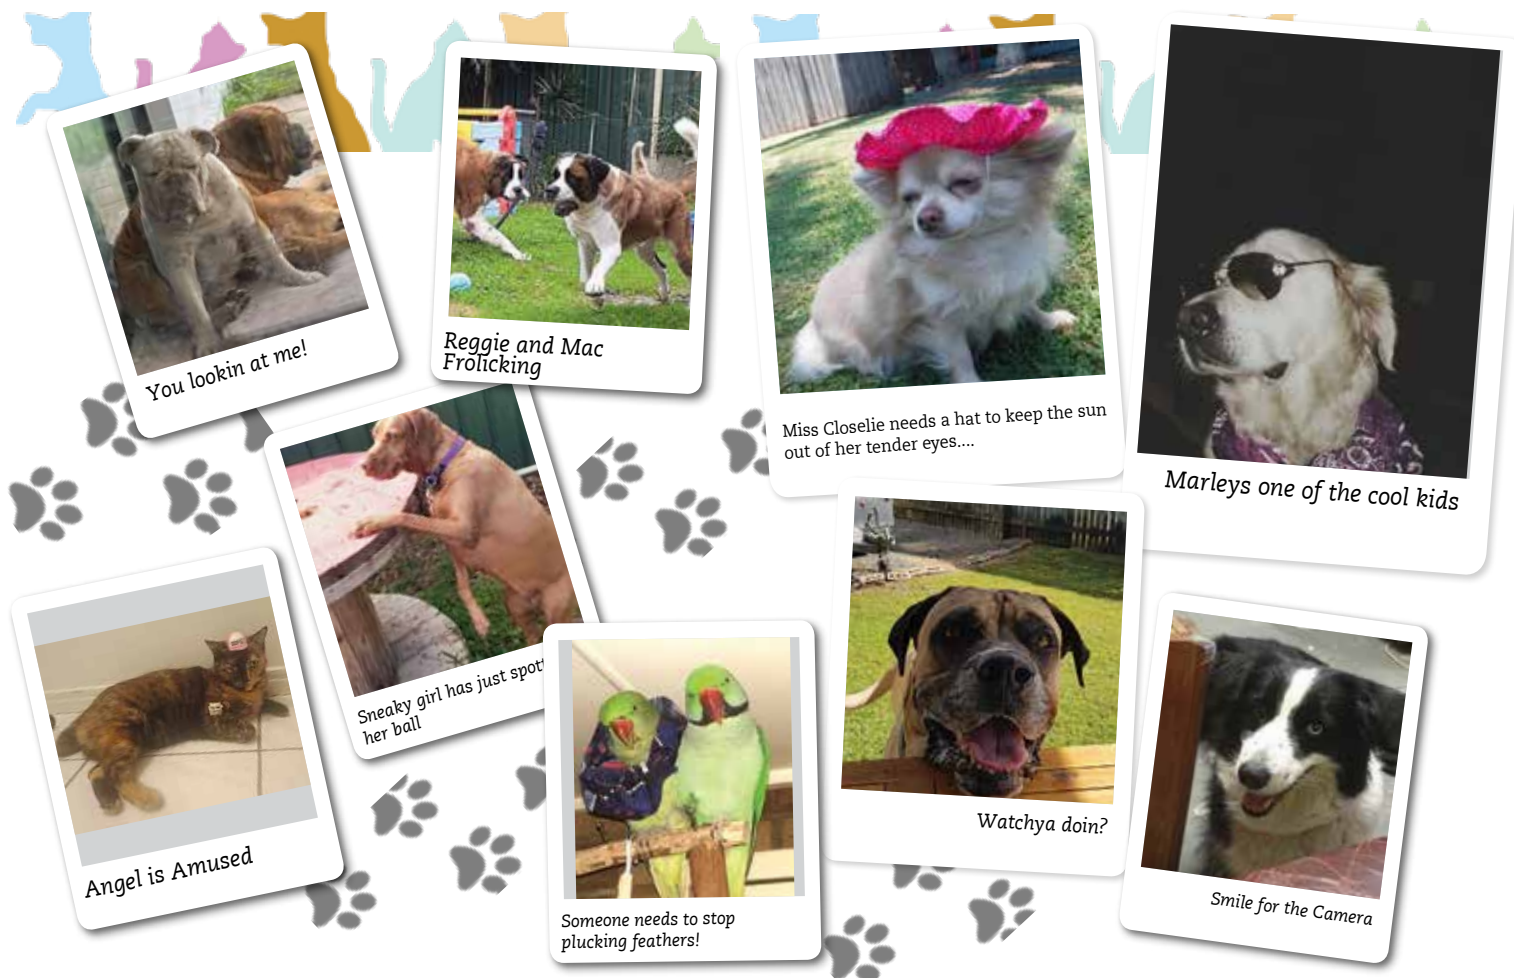 You lookin at me!
Reggie and Mac
Frolicking
Miss Closelie needs a hat to keep the sun
out of her tender eyes....
Marleys one of the cool kids
Sneaky girl has just spott
her ball
Watchya doin?
Angel is Amused
Someone needs to stop
plucking feathers!
Smile for the Camera